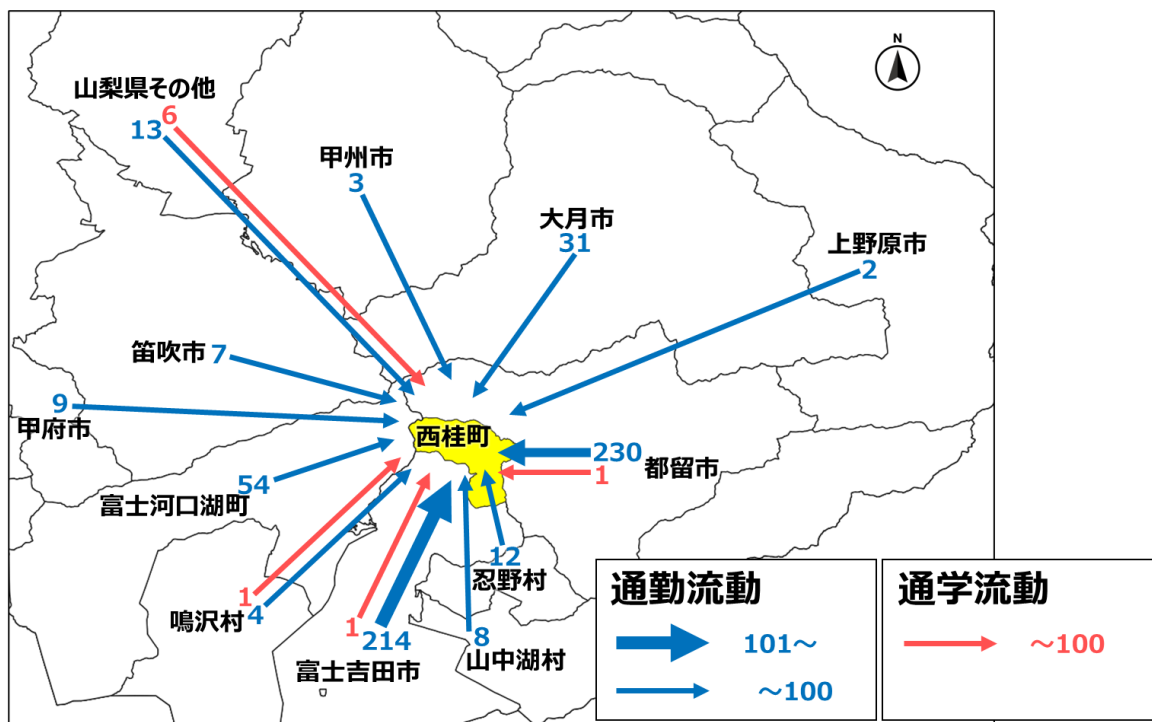 N
山梨県その他
6
13
甲州市
3
大月市
31
上野原市
2
笛吹市 7
9
甲府市
西桂町
230
都留市
1
54
富士河口湖町
12
忍野村
1
4
鳴沢村
1
214
富士吉田市
8
山中湖村
通勤流動
101~
~100
通学流動
~100